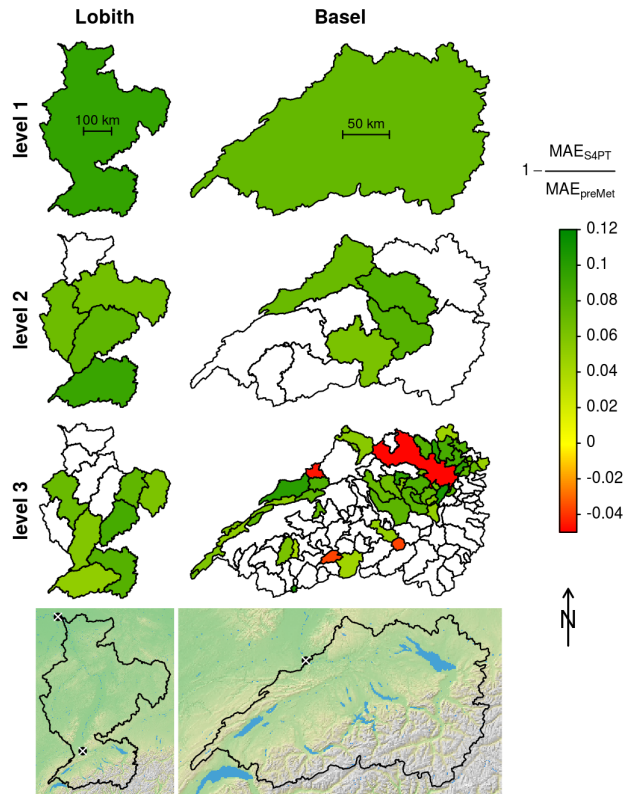 Lobith Basel
level 1
100 km
50 km
1 − MAE_S4PT / MAE_preMet
level 2
0.12
0.1
0.08
0.06
0.04
0.02
0
-0.02
-0.04
level 3
N